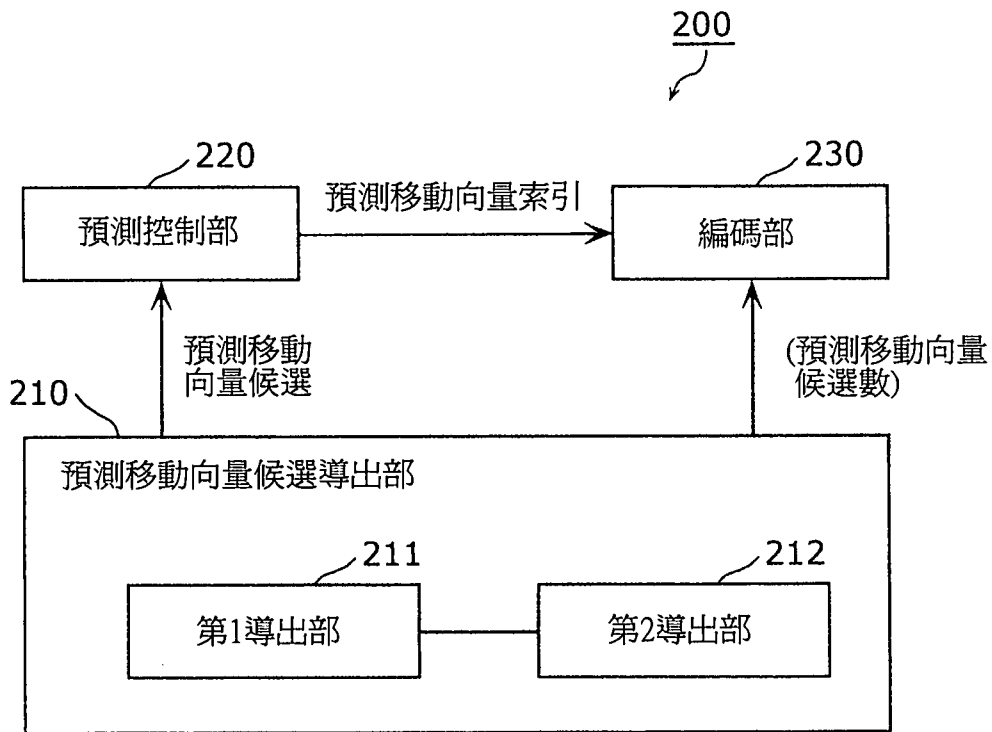 200
220
230
預測控制部
預測移動向量索引
編碼部
預測移動
向量候選
(預測移動向量
候選數)
210
預測移動向量候選導出部
211
212
第1導出部
第2導出部